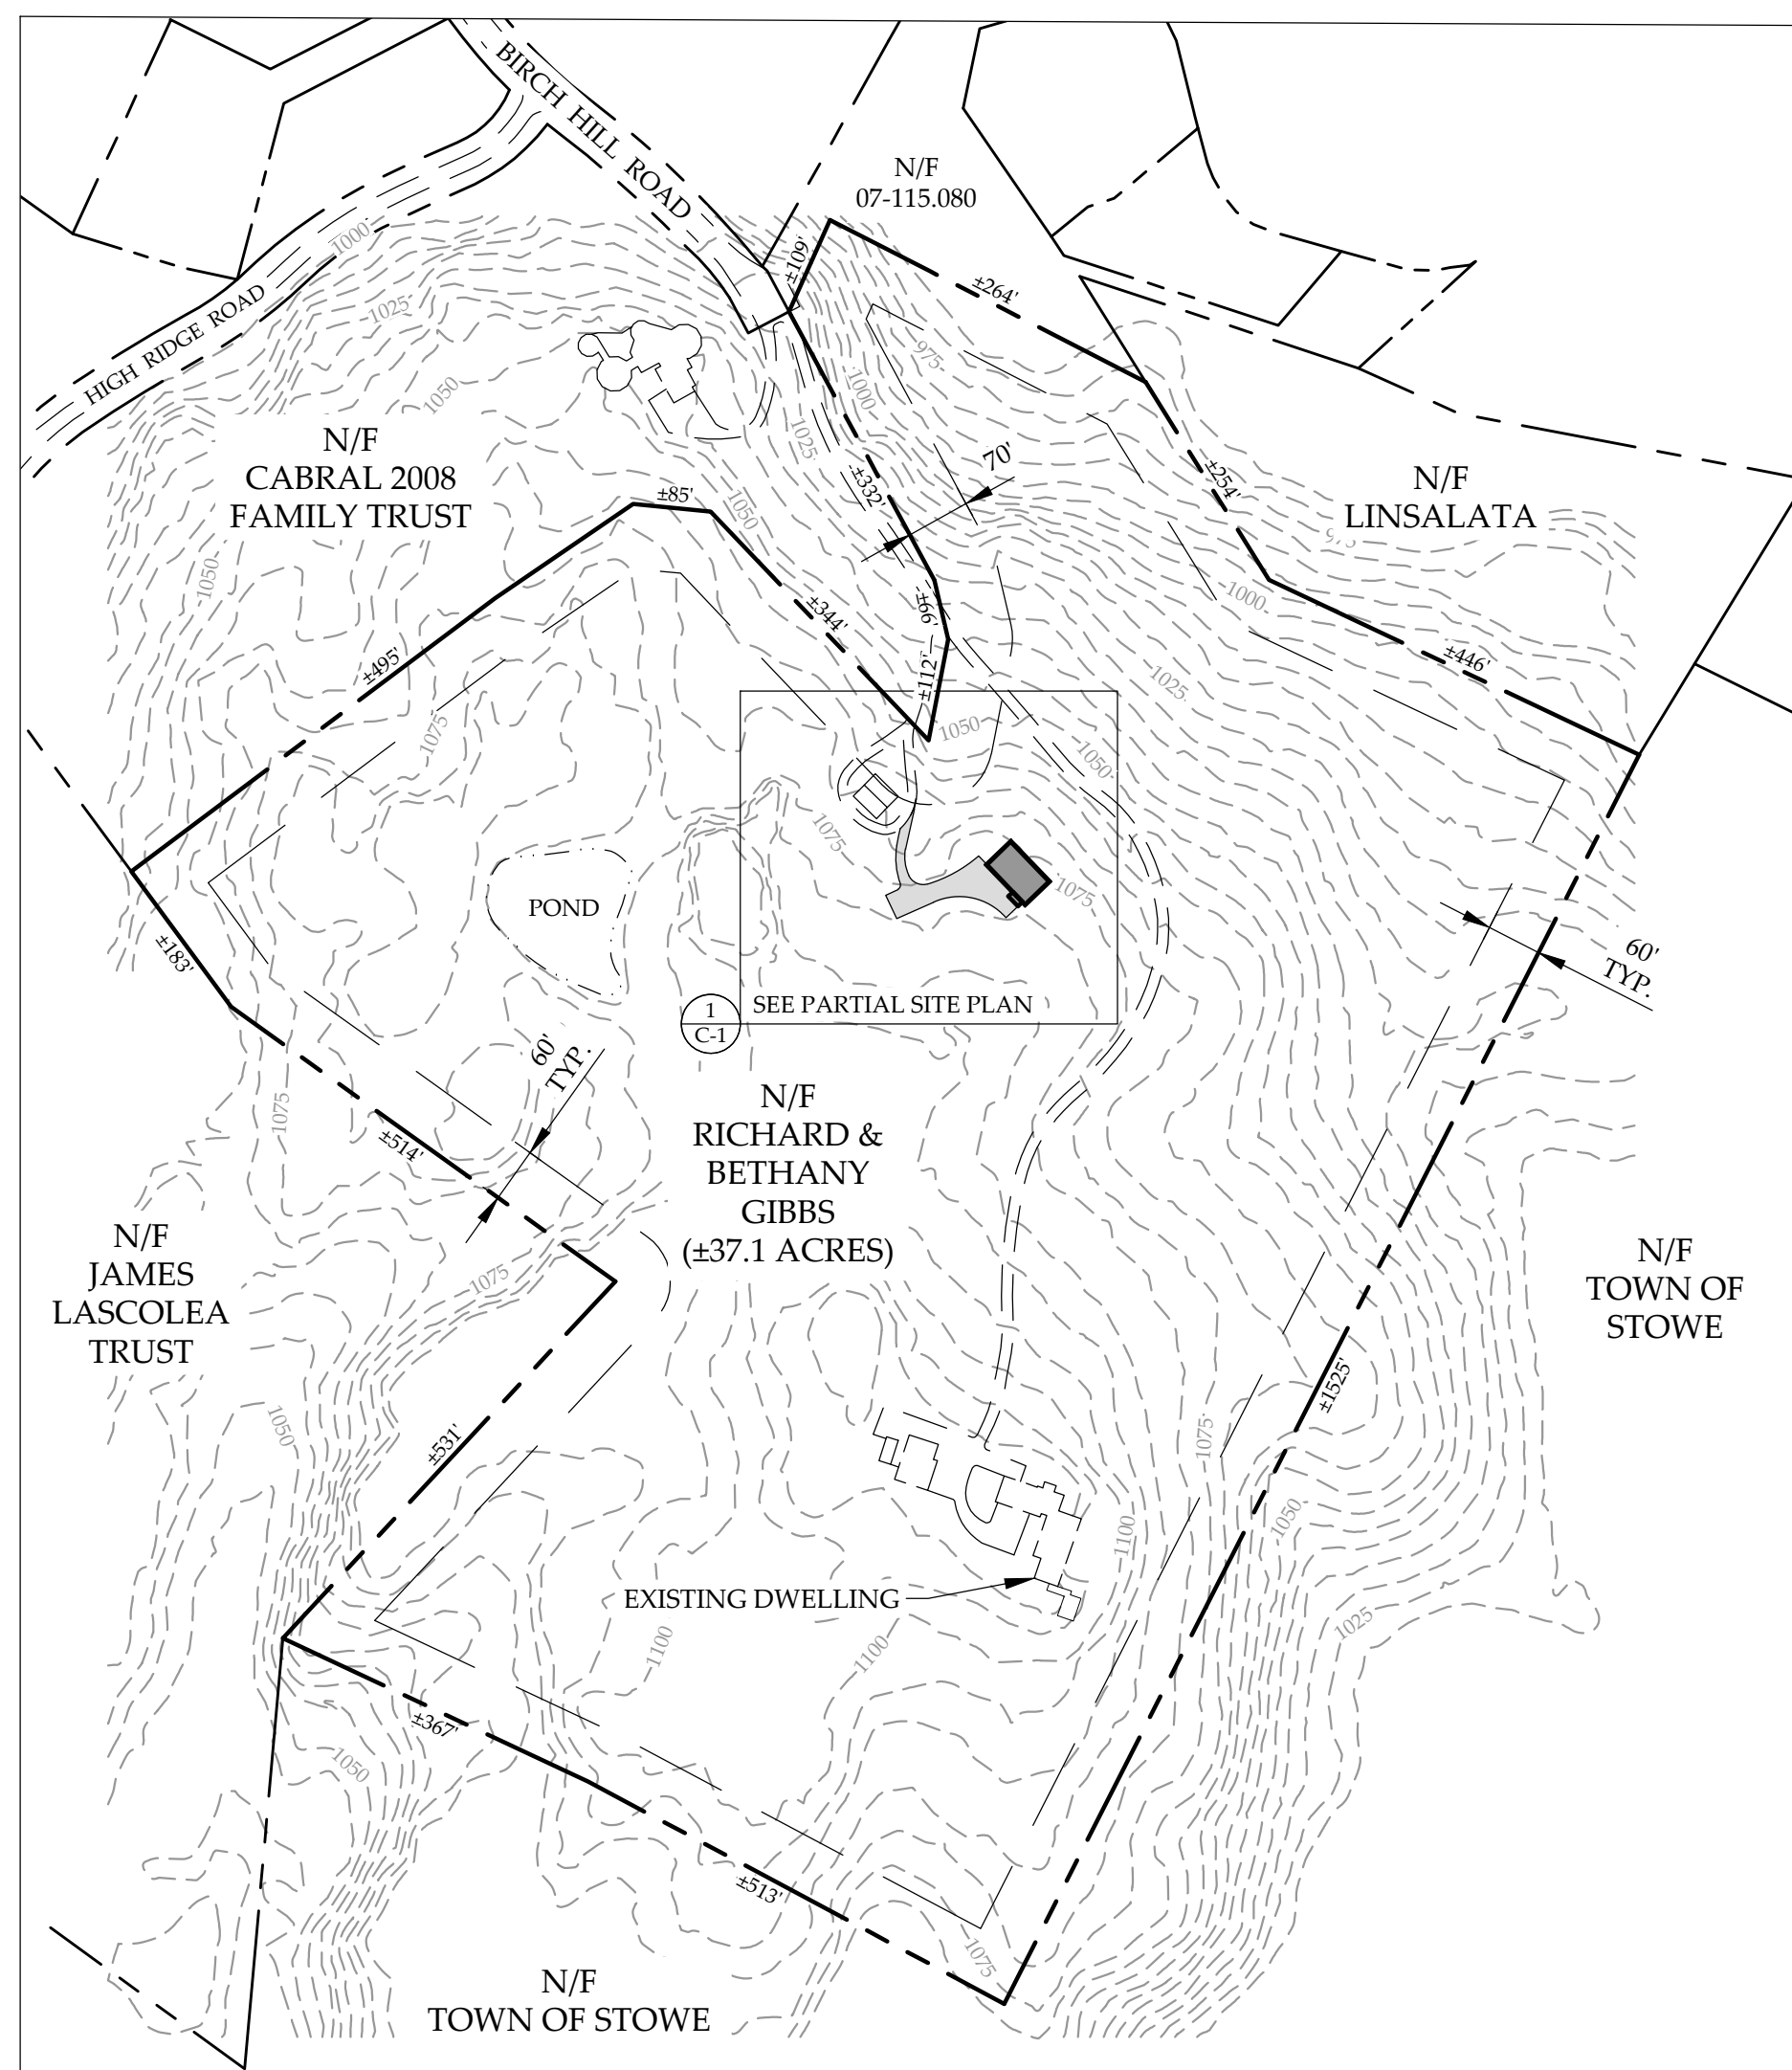 BIRCH HILL ROAD
N/F
07-115.080
1000
±109'
HIGH RIDGE ROAD
1025
±264'
975
1050
1000
N/F
CABRAL 2008
FAMILY TRUST
1025
70'
N/F
LINSALATA
±254'
±332'
±85'
1050
1050
1000
±66'
±344'
±495'
±446'
±112'
1025
1075
1050
1050
1075
1075
POND
±183'
60'
TYP.
1
C-1
SEE PARTIAL SITE PLAN
60'
TYP.
1075
±514'
N/F
RICHARD &
BETHANY
GIBBS
(±37.1 ACRES)
N/F
JAMES
LASCOLEA
TRUST
1075
N/F
TOWN OF
STOWE
±1525'
1050
±531'
1075
1050
1100
EXISTING DWELLING
1025
1100
1100
±367'
1050
±513'
1075
N/F
TOWN OF STOWE